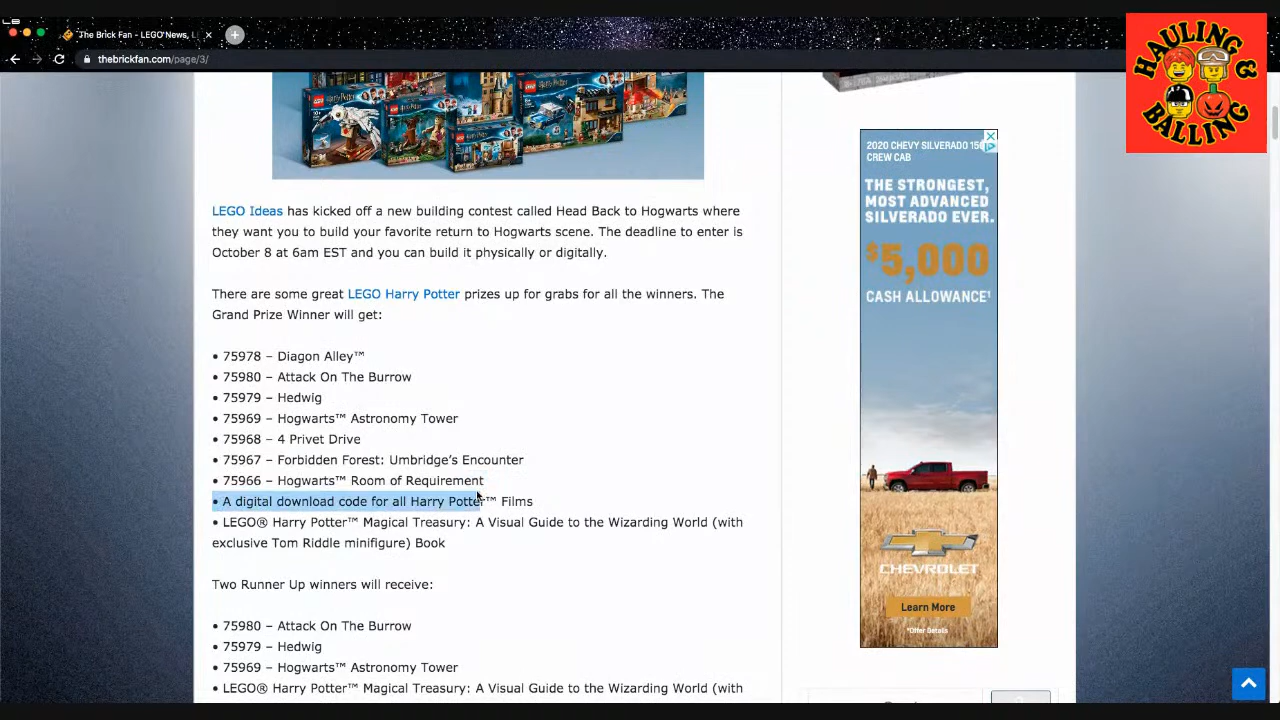 The Brick Fan - LEGO News, L
thebrickfan.com/page/3/
HAULING
BALLING
2020 CHEVY SILVERADO 150
CREW CAB
THE STRONGEST,
MOST ADVANCED
SILVERADO EVER.
$5,000
CASH ALLOWANCE¹
CHEVROLET
Learn More
*Offer Details
LEGO Ideas has kicked off a new building contest called Head Back to Hogwarts where
they want you to build your favorite return to Hogwarts scene. The deadline to enter is
October 8 at 6am EST and you can build it physically or digitally.
There are some great LEGO Harry Potter prizes up for grabs for all the winners. The
Grand Prize Winner will get:
• 75978 – Diagon Alley™
• 75980 – Attack On The Burrow
• 75979 – Hedwig
• 75969 – Hogwarts™ Astronomy Tower
• 75968 – 4 Privet Drive
• 75967 – Forbidden Forest: Umbridge’s Encounter
• 75966 – Hogwarts™ Room of Requirement
• A digital download code for all Harry Potter™ Films
• LEGO® Harry Potter™ Magical Treasury: A Visual Guide to the Wizarding World (with
exclusive Tom Riddle minifigure) Book
Two Runner Up winners will receive:
• 75980 – Attack On The Burrow
• 75979 – Hedwig
• 75969 – Hogwarts™ Astronomy Tower
• LEGO® Harry Potter™ Magical Treasury: A Visual Guide to the Wizarding World (with